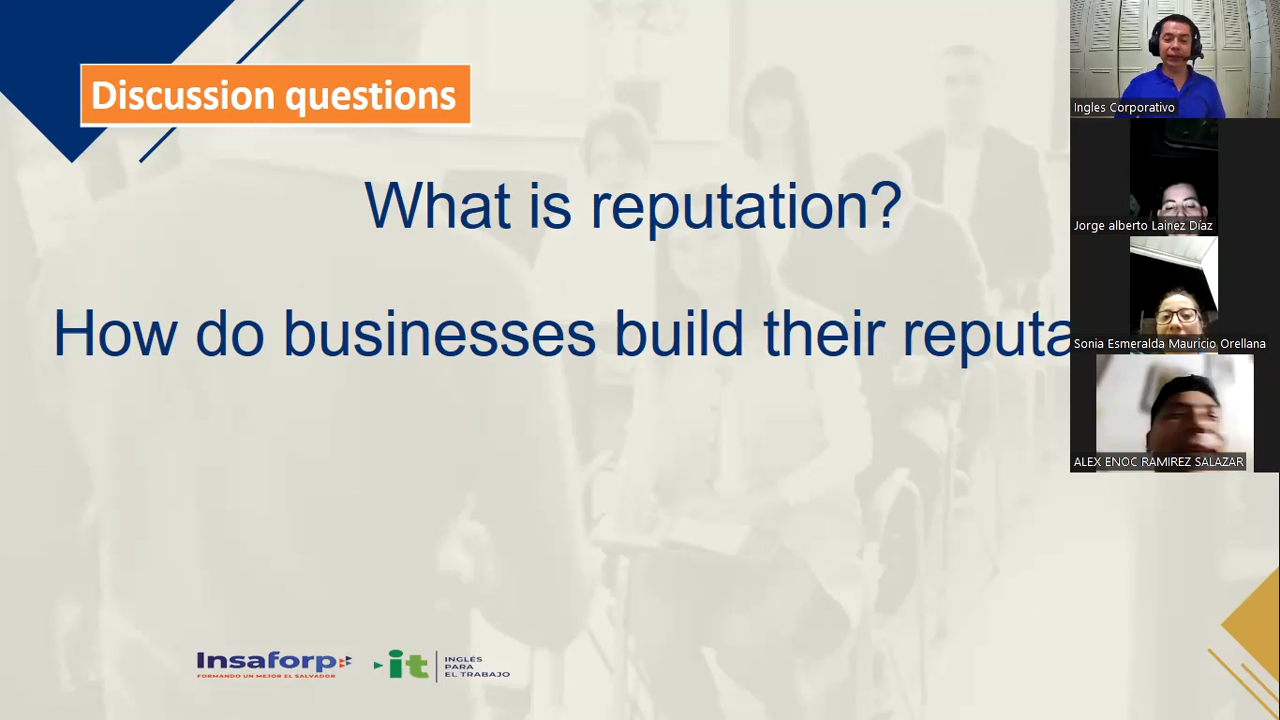 Discussion questions
What is reputation?
How do businesses build their reputa
Ingles Corporativo
Jorge alberto Lainez Díaz
Sonia Esmeralda Mauricio Orellana
ALEX ENOC RAMIREZ SALAZAR
Insaforp
FORMANDO UN MEJOR EL SALVADOR
it
INGLÉS
PARA
EL TRABAJO